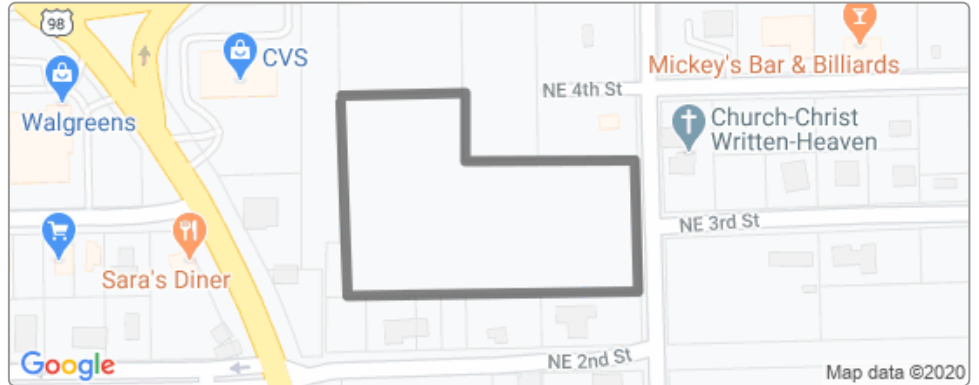 98
CVS
Walgreens
Mickey's Bar & Billiards
NE 4th St
Church-Christ
Written-Heaven
NE 3rd St
Sara's Diner
NE 2nd St
Google
Map data ©2020